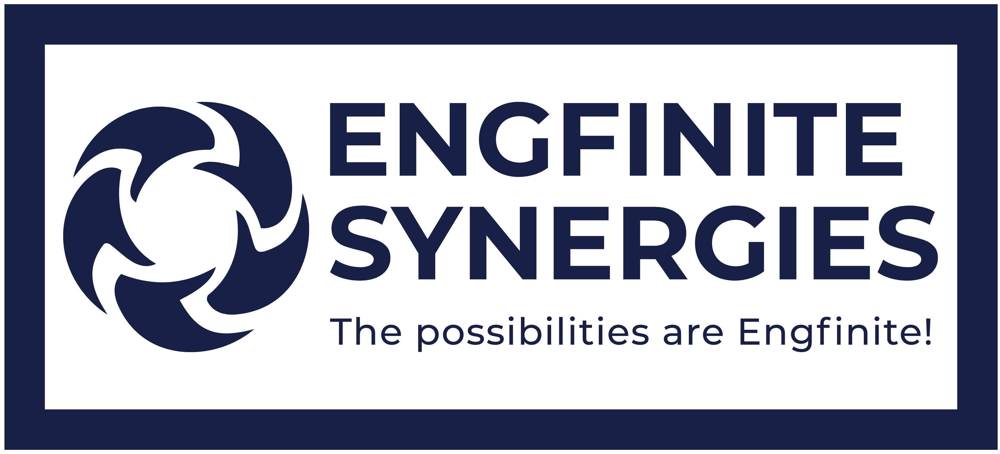 ENGFINITE
SYNERGIES
The possibilities are Engfinite!